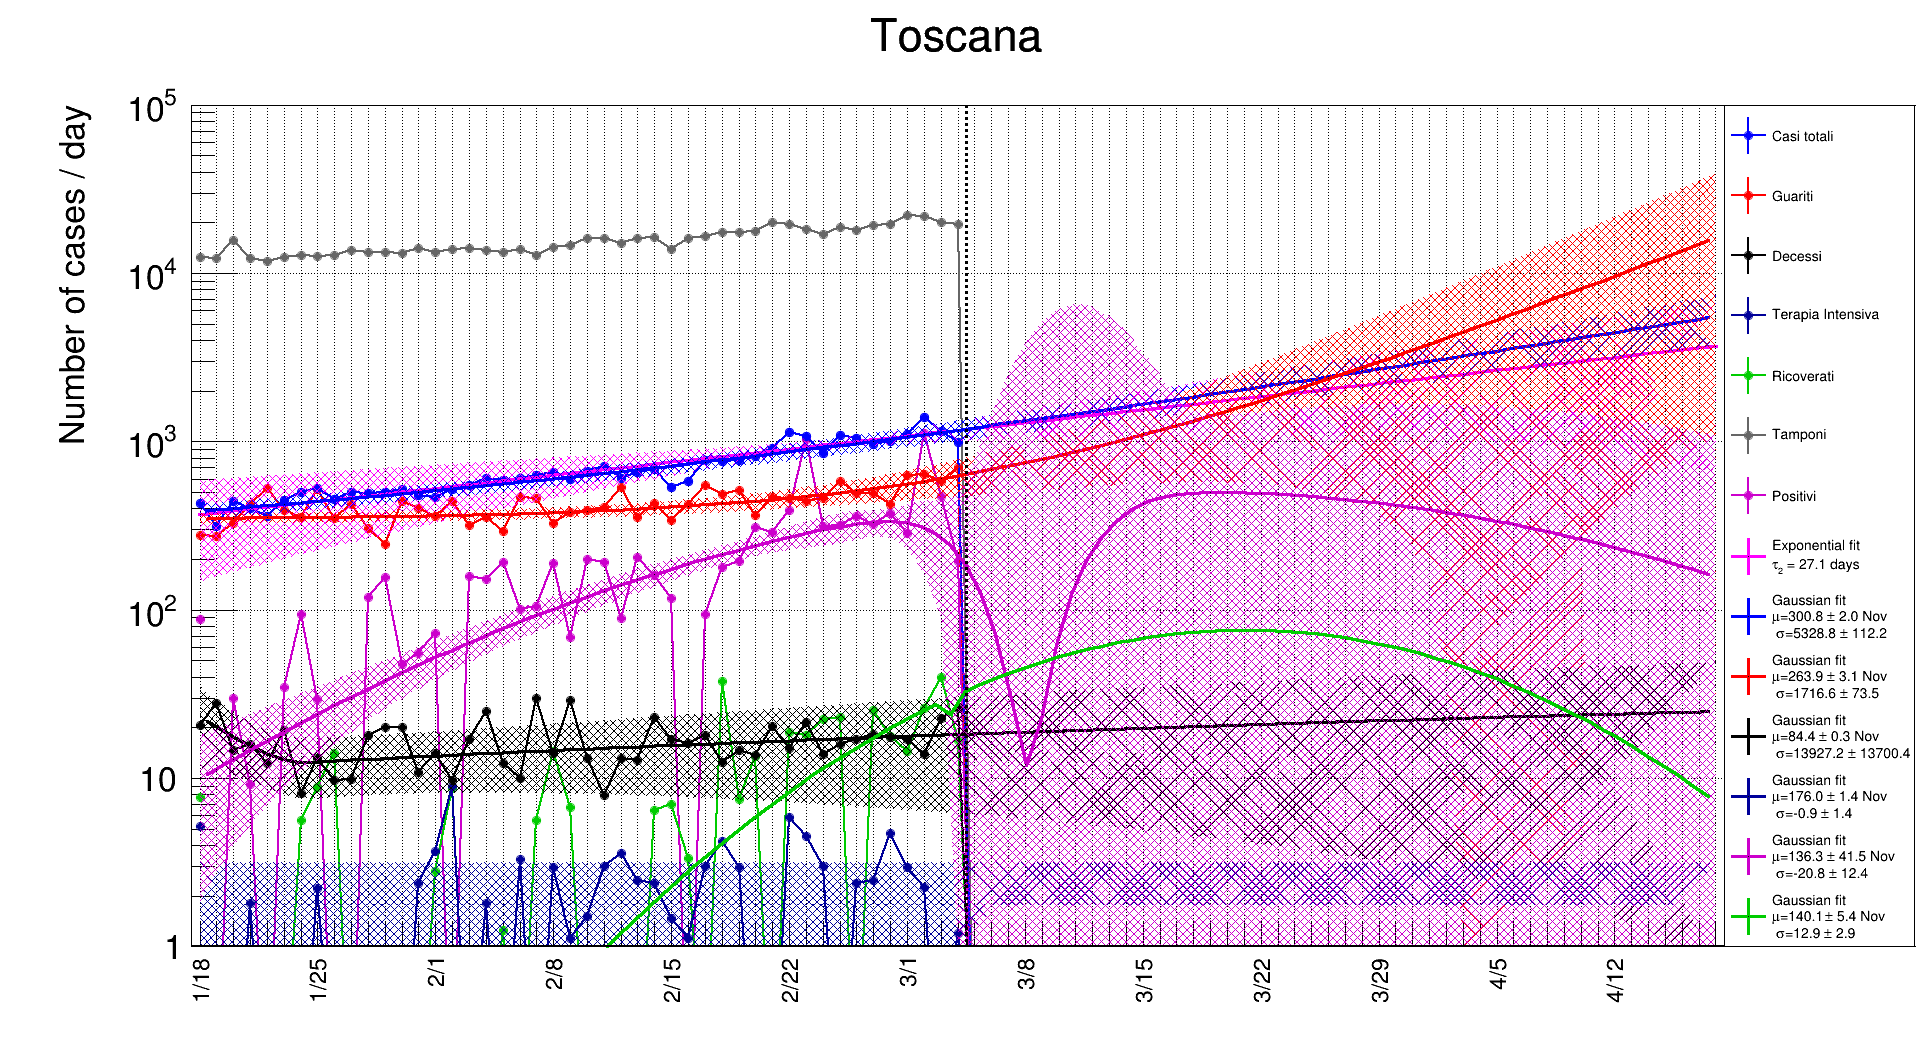 Toscana
Number of cases / day
10^5
10^4
10^3
10^2
10
1
1/18
1/25
2/1
2/8
2/15
2/22
3/1
3/8
3/15
3/22
3/29
4/5
4/12
Casi totali
Guariti
Decessi
Terapia Intensiva
Ricoverati
Tamponi
Positivi
Exponential fit
τ₂ = 27.1 days
Gaussian fit
μ=300.8 ± 2.0 Nov
σ=5328.8 ± 112.2
Gaussian fit
μ=263.9 ± 3.1 Nov
σ=1716.6 ± 73.5
Gaussian fit
μ=84.4 ± 0.3 Nov
σ=13927.2 ± 13700.4
Gaussian fit
μ=176.0 ± 1.4 Nov
σ=-0.9 ± 1.4
Gaussian fit
μ=136.3 ± 41.5 Nov
σ=-20.8 ± 12.4
Gaussian fit
μ=140.1 ± 5.4 Nov
σ=12.9 ± 2.9